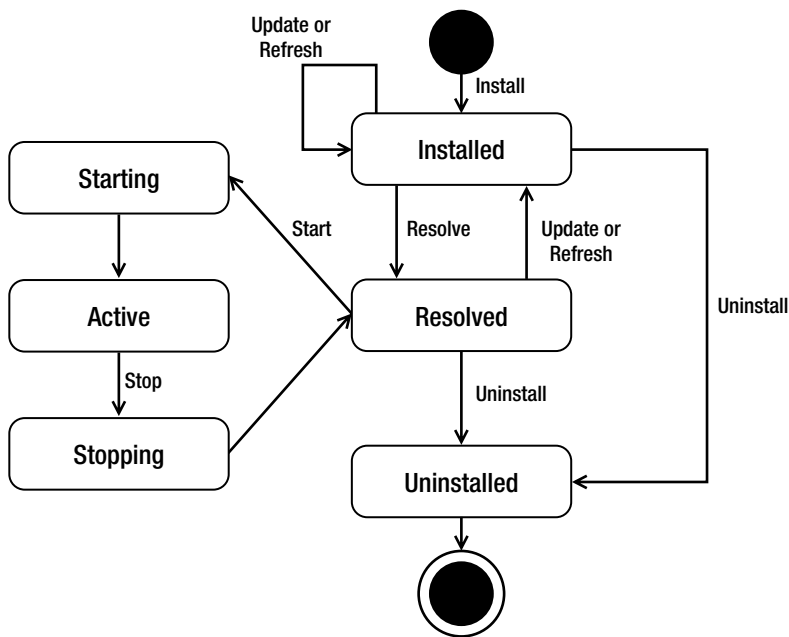 Update or
Refresh
Install
Installed
Starting
Start
Resolve
Update or
Refresh
Active
Resolved
Uninstall
Stop
Uninstall
Stopping
Uninstalled